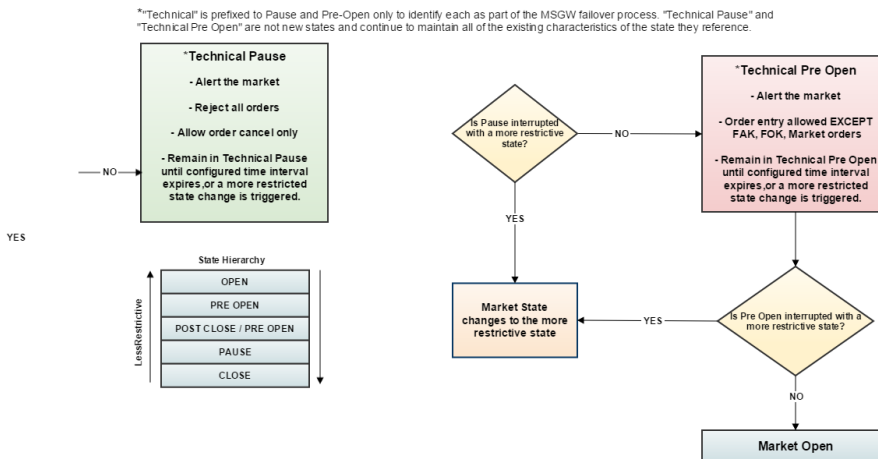 *"Technical" is prefixed to Pause and Pre-Open only to identify each as part of the MSGW failover process. "Technical Pause" and
"Technical Pre Open" are not new states and continue to maintain all of the existing characteristics of the state they reference.
*Technical Pause
- Alert the market
- Reject all orders
- Allow order cancel only
- Remain in Technical Pause
until configured time interval
expires,or a more restricted
state change is triggered.
NO
YES
State Hierarchy
OPEN
PRE OPEN
POST CLOSE / PRE OPEN
PAUSE
CLOSE
LessRestrictive
Is Pause interrupted
with a more restrictive
state?
NO
YES
*Technical Pre Open
- Alert the market
- Order entry allowed EXCEPT
FAK, FOK, Market orders
- Remain in Technical Pre Open
until configured time interval
expires,or a more restricted
state change is triggered.
Market State
changes to the more
restrictive state
YES
Is Pre Open interrupted with a
more restrictive state?
NO
Market Open